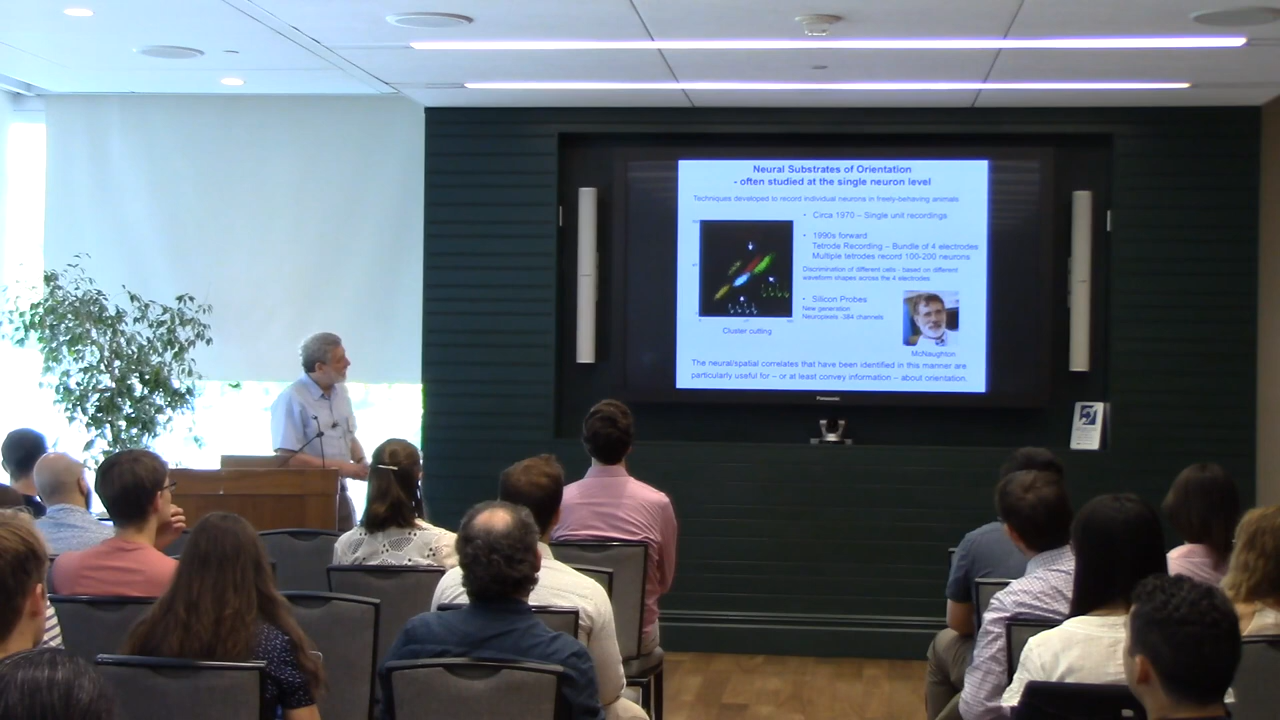 Neural Substrates of Orientation
- often studied at the single neuron level
Techniques developed to record individual neurons in freely-behaving animals
• Circa 1970 – Single unit recordings
• 1990s forward
Tetrode Recording – Bundle of 4 electrodes
Multiple tetrodes record 100-200 neurons
Discrimination of different cells - based on different
waveform shapes across the 4 electrodes.
• Silicon Probes
New generation
Neuropixels -384 channels
Cluster cutting
McNaughton
The neural/spatial correlates that have been identified in this manner are
particularly useful for – or at least convey information – about orientation.
Panasonic